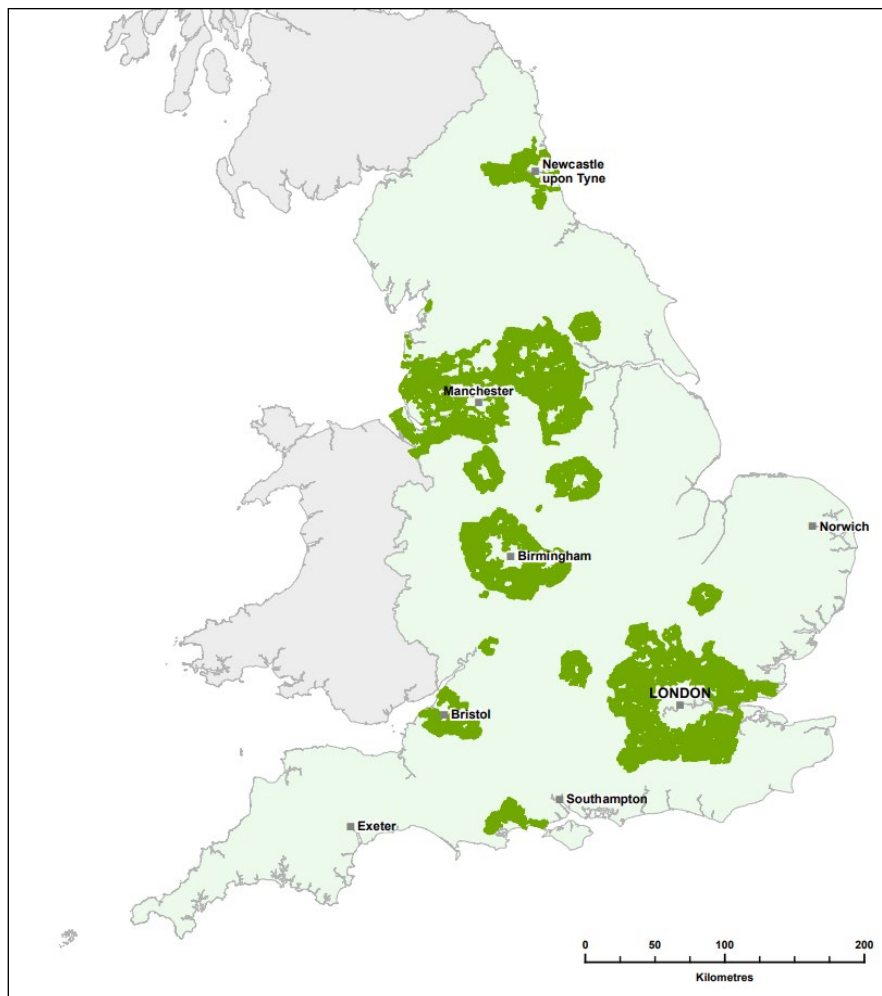 Newcastle
upon Tyne
Manchester
Norwich
Birmingham
LONDON
Bristol
Southampton
Exeter
0 50 100 200
Kilometres